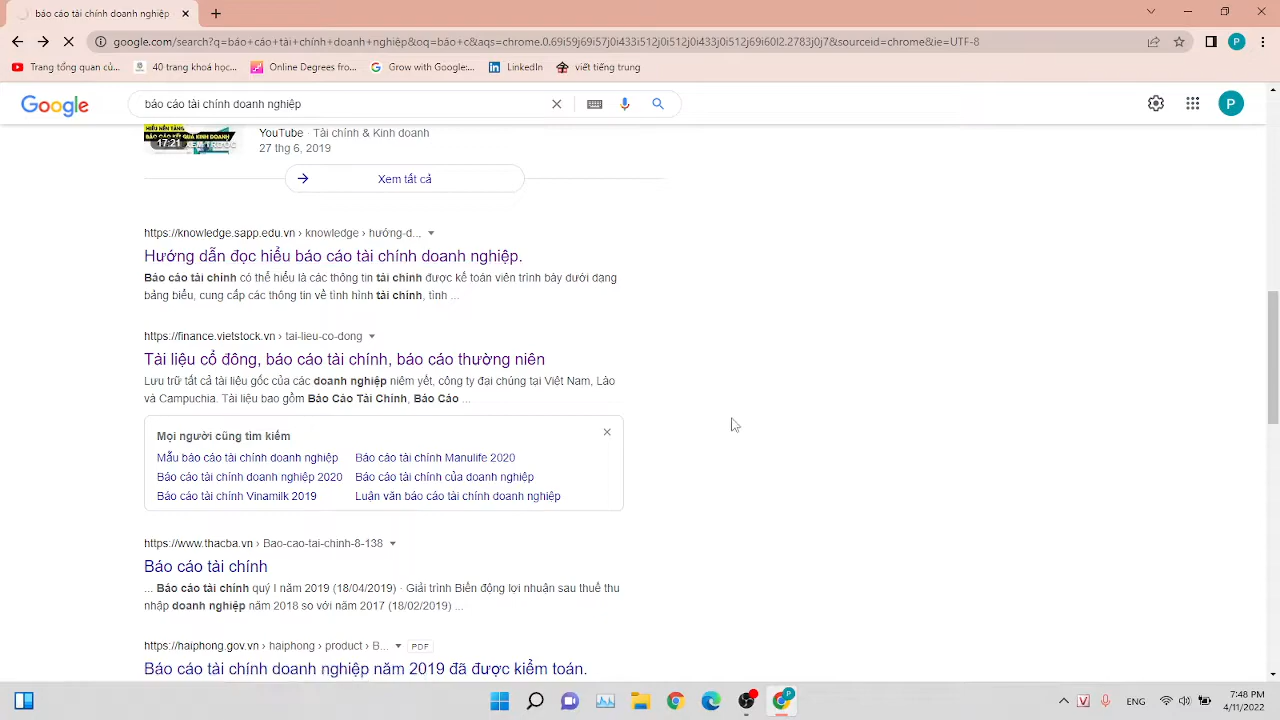 báo cáo tài chính doanh nghiệp
google.com/search?q=báo+cáo+tài+chính+doanh+nghiệp&oq=báo+c&aqs=chrome.0.69i59j69i57j0i433i512j0i512j0i433j0i512j69i60l2.2783j0j7&sourceid=chrome&ie=UTF-8
P
Trang tổng quan củ...
40 trang khoá học...
Online Degrees fro...
Grow with Google...
LinkedIn
viết tiếng trung
Google
báo cáo tài chính doanh nghiệp
P
BÁO CÁO KẾT QUẢ KINH DOANH
17:21
YouTube · Tài chính & Kinh doanh
27 thg 6, 2019
Xem tất cả
https://knowledge.sapp.edu.vn › knowledge › hướng-d...
Hướng dẫn đọc hiểu báo cáo tài chính doanh nghiệp.
Báo cáo tài chính có thể hiểu là các thông tin tài chính được kế toán viên trình bày dưới dạng
bảng biểu, cung cấp các thông tin về tình hình tài chính, tình ...
https://finance.vietstock.vn › tai-lieu-co-dong
Tài liệu cổ đông, báo cáo tài chính, báo cáo thường niên
Lưu trữ tất cả tài liệu gốc của các doanh nghiệp niêm yết, công ty đại chúng tại Việt Nam, Lào
và Campuchia. Tài liệu bao gồm Báo Cáo Tài Chính, Báo Cáo ...
Mọi người cũng tìm kiếm
Mẫu báo cáo tài chính doanh nghiệp
Báo cáo tài chính Manulife 2020
Báo cáo tài chính doanh nghiệp 2020
Báo cáo tài chính của doanh nghiệp
Báo cáo tài chính Vinamilk 2019
Luận văn báo cáo tài chính doanh nghiệp
https://www.thacba.vn › Bao-cao-tai-chinh-8-138
Báo cáo tài chính
... Báo cáo tài chính quý I năm 2019 (18/04/2019) · Giải trình Biến động lợi nhuận sau thuế thu
nhập doanh nghiệp năm 2018 so với năm 2017 (18/02/2019) ...
https://haiphong.gov.vn › haiphong › product › B...
PDF
Báo cáo tài chính doanh nghiệp năm 2019 đã được kiểm toán.
P
V
ENG
7:48 PM
4/11/2022